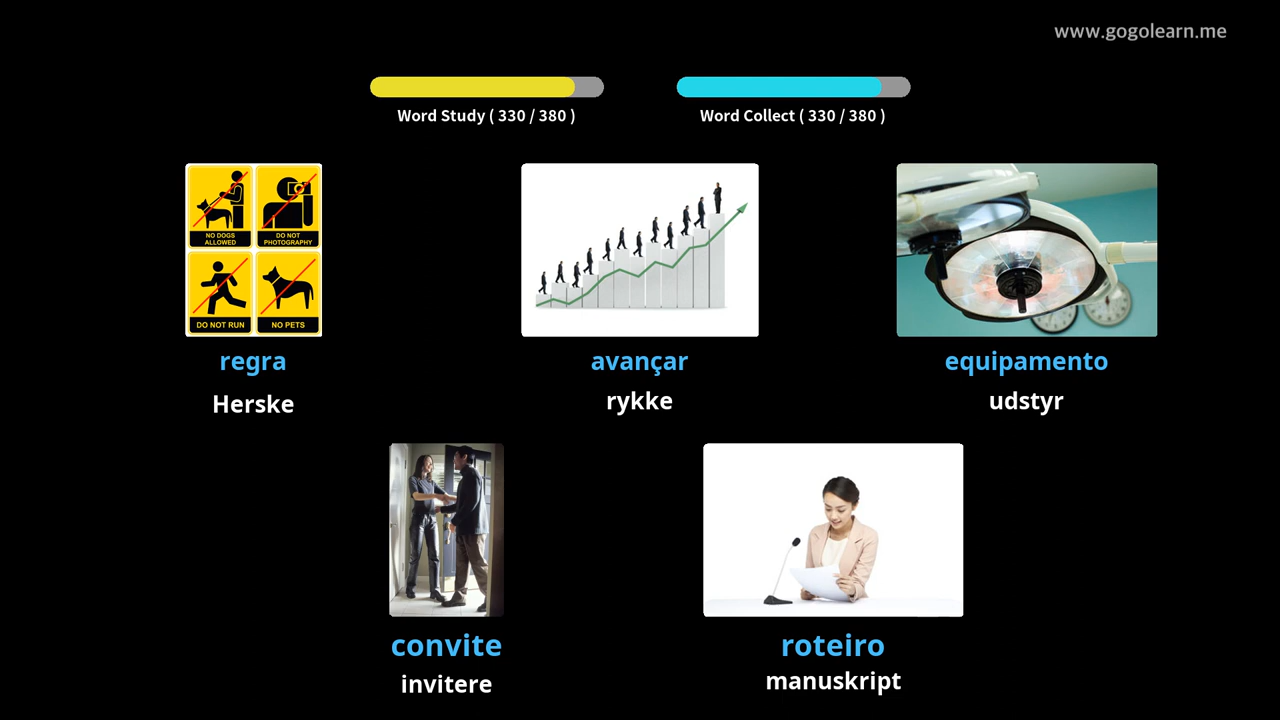 www.gogolearn.me
Word Study ( 330 / 380 )
Word Collect ( 330 / 380 )
NO DOGS
ALLOWED
DO NOT
PHOTOGRAPHY
DO NOT RUN
NO PETS
regra
avançar
equipamento
Herske
rykke
udstyr
convite
roteiro
invitere
manuskript